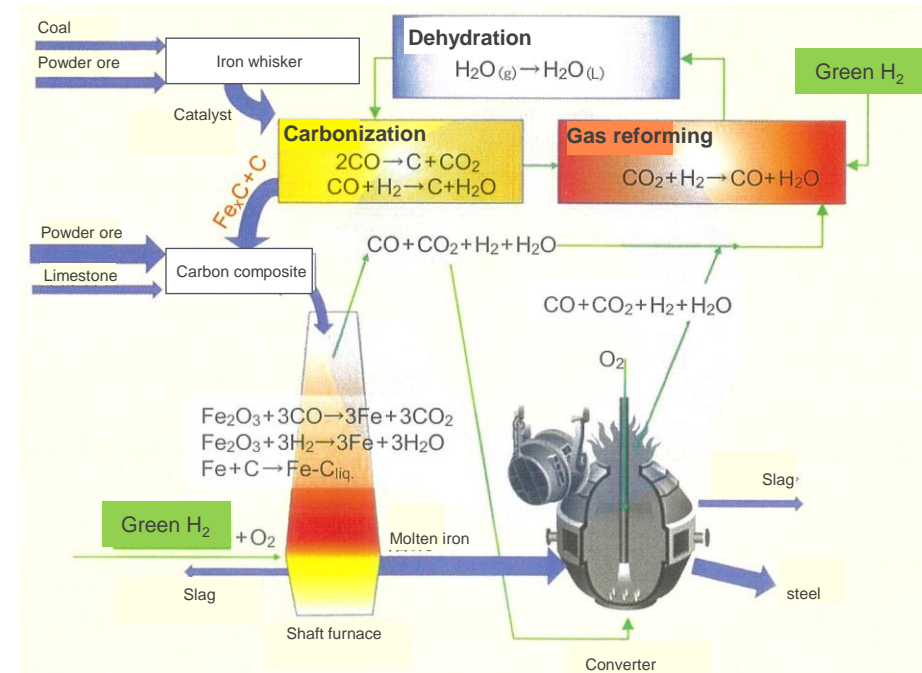 Coal
Powder ore
Iron whisker
Catalyst
Dehydration
H₂O(g)→H₂O(L)
Green H₂
Carbonization
2CO→C+CO₂
CO+H₂→C+H₂O
Gas reforming
CO₂+H₂→CO+H₂O
FeₓC+C
Powder ore
Limestone
Carbon composite
CO+CO₂+H₂+H₂O
CO+CO₂+H₂+H₂O
O₂
Fe₂O₃+3CO→3Fe+3CO₂
Fe₂O₃+3H₂→3Fe+3H₂O
Fe+C→Fe-Cliq.
Green H₂
+O₂
Molten iron
Slag
Slag
steel
Shaft furnace
Converter